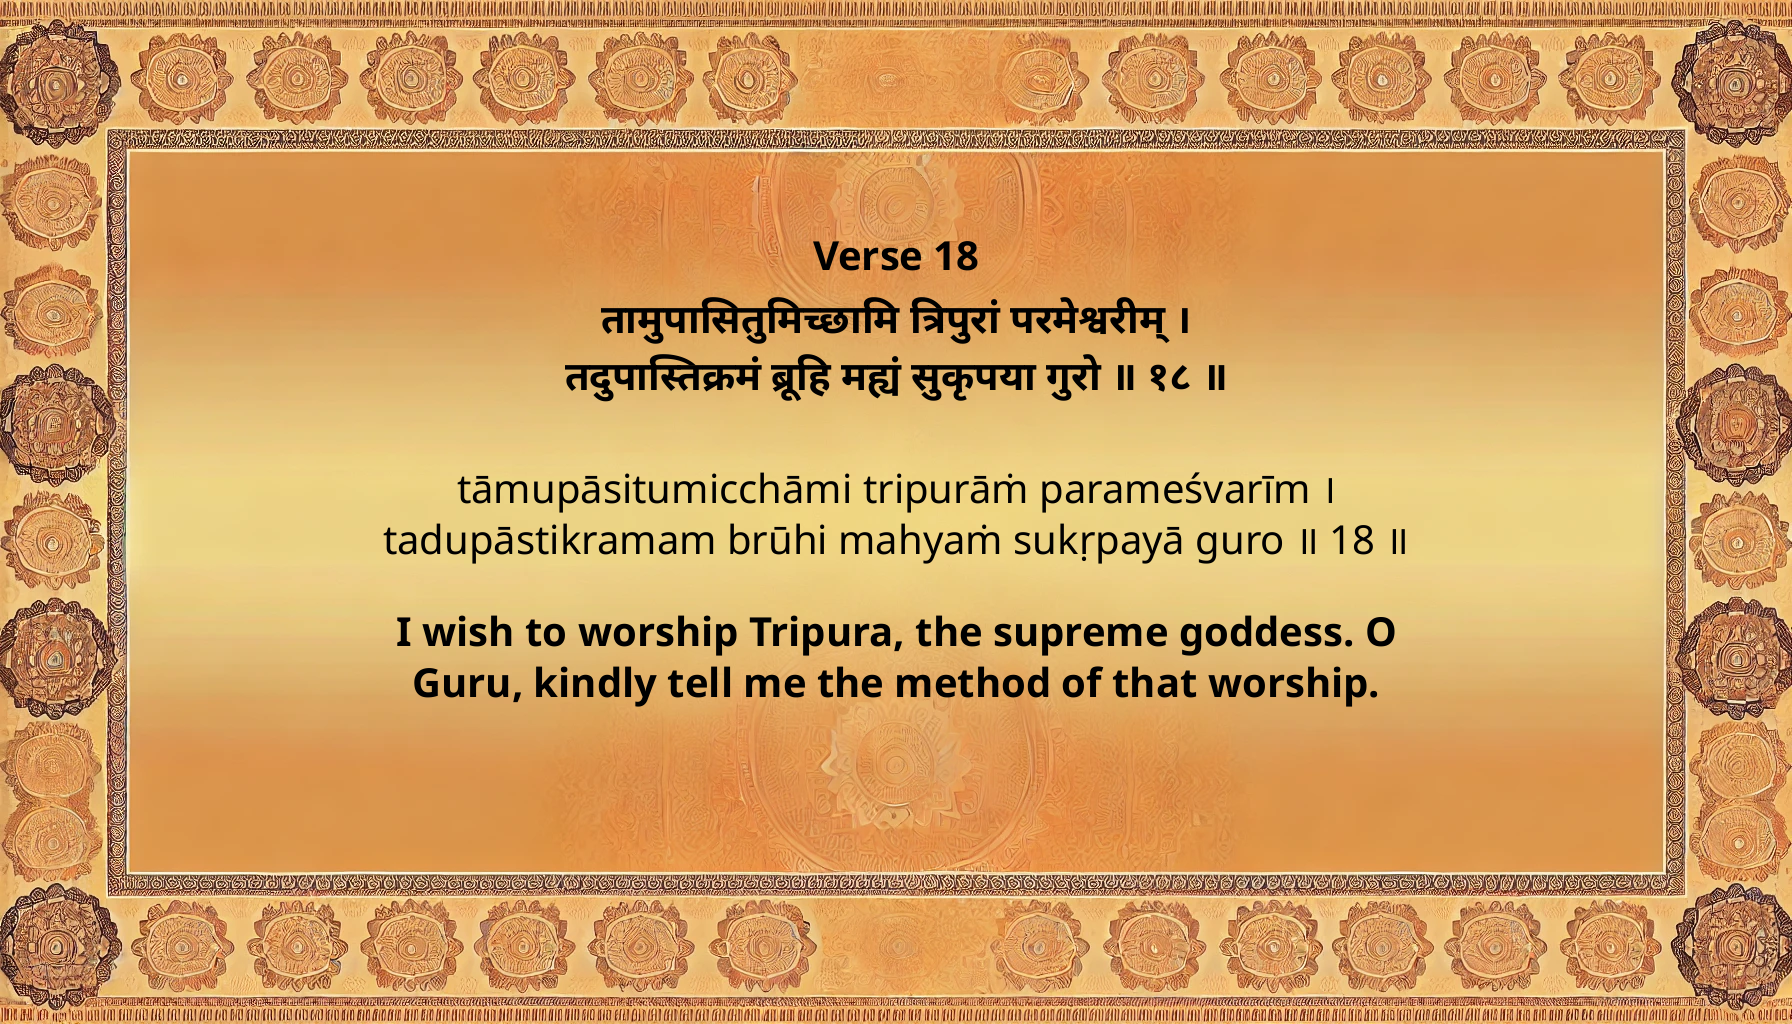 Verse 18
तामुपासितुमिच्छामि त्रिपुरां परमेश्वरीम् ।
तदुपास्तिक्रमं ब्रूहि मह्यं सुकृपया गुरो ॥ १८ ॥
tāmupāsitumicchāmi tripurāṁ parameśvarīm ।
tadupāstikramam brūhi mahyaṁ sukṛpayā guro ॥ 18 ॥
I wish to worship Tripura, the supreme goddess. O
Guru, kindly tell me the method of that worship.